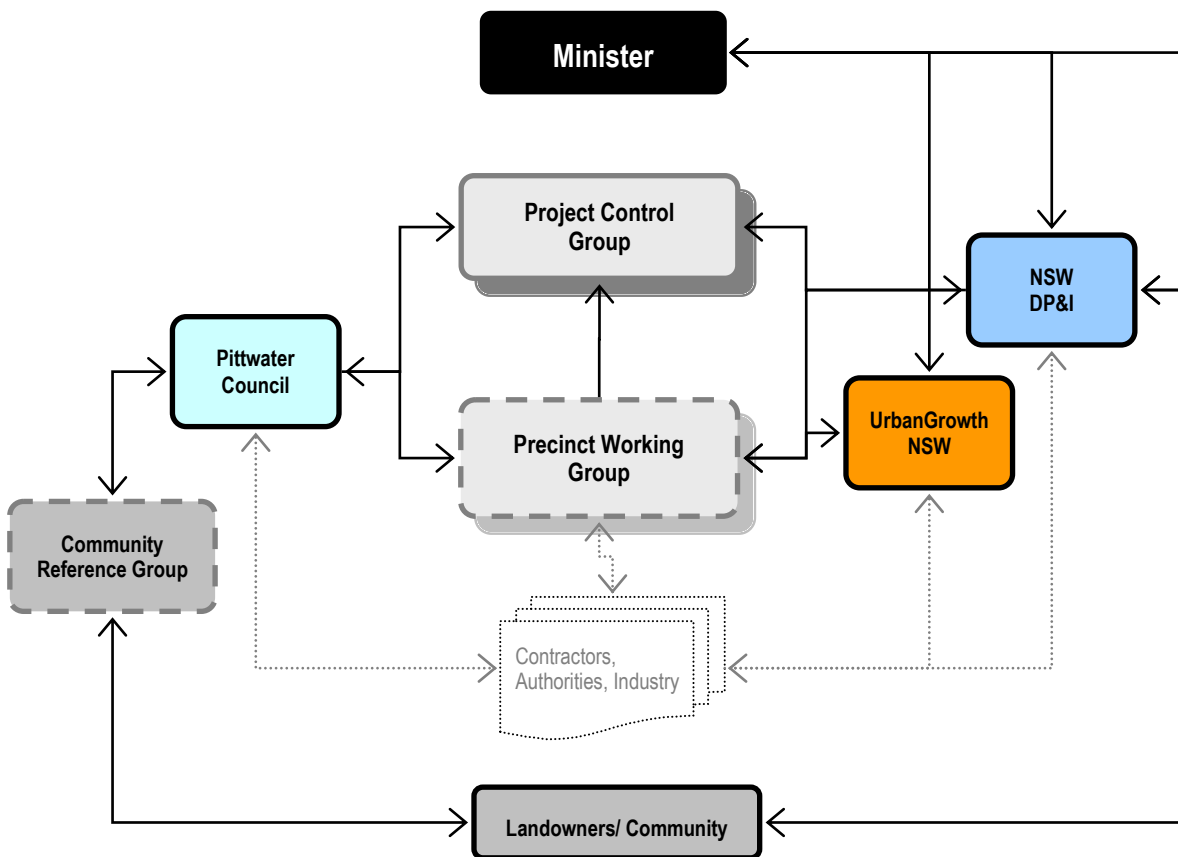 Minister
Project Control
Group
NSW
DP&I
Pittwater
Council
UrbanGrowth
NSW
Precinct Working
Group
Community
Reference Group
Contractors,
Authorities, Industry
Landowners/ Community